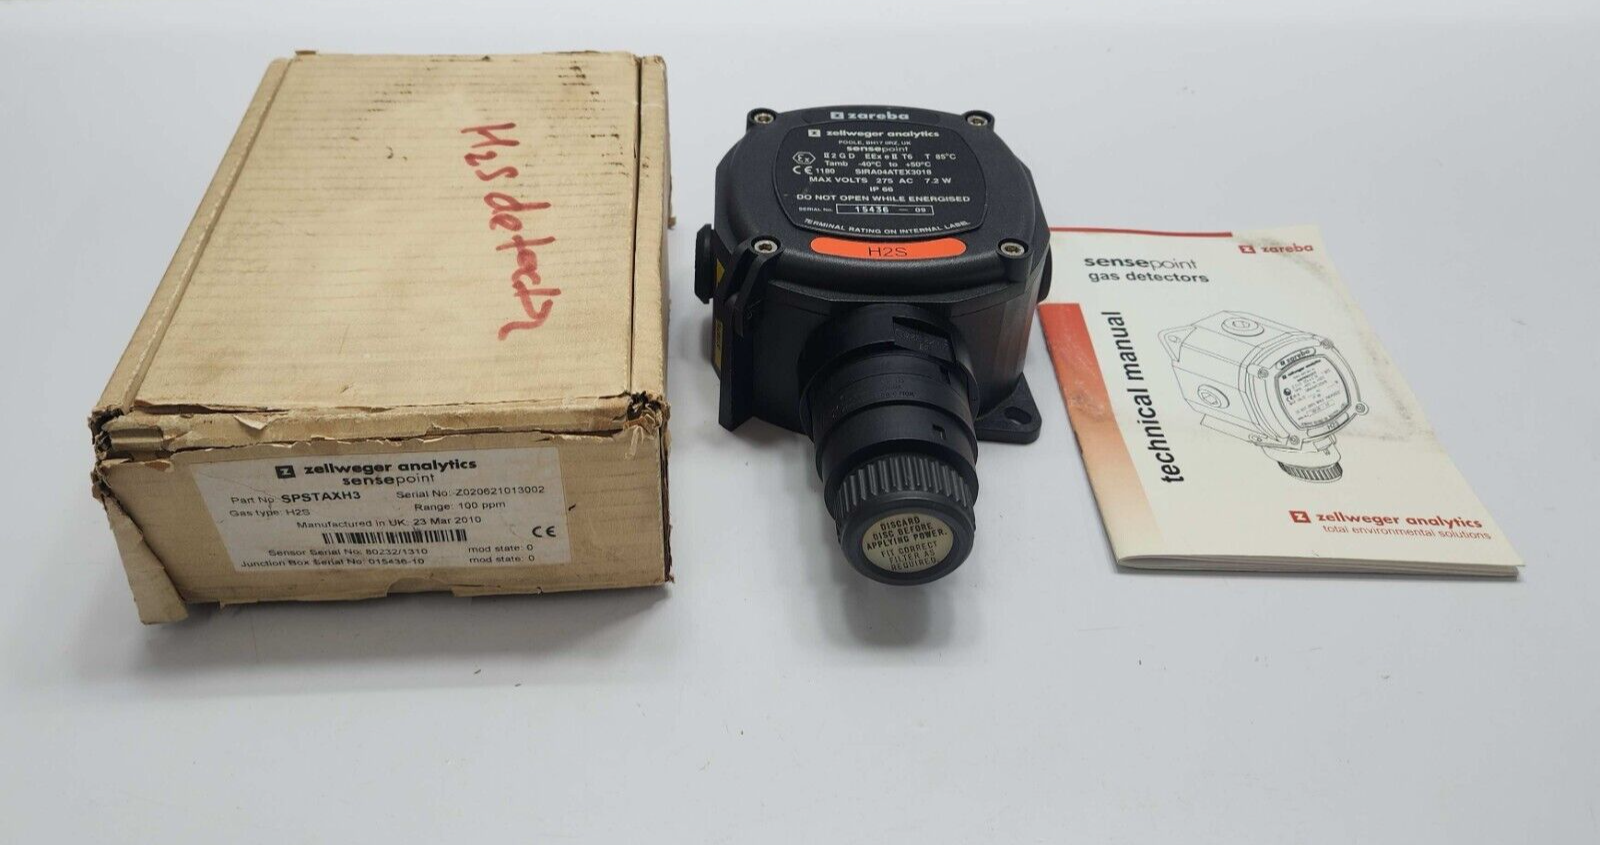 H2S detector
zellweger analytics
sensepoint
Part No: SPSTAXH3 Serial No: Z020621013002
Gas type: H2S Range: 100 ppm
Manufactured in UK: 23 Mar 2010
CE
Sensor Serial No: 80232/1310 mod state: 0
Junction Box Serial No: 015436-10 mod state: 0
zareba
zellweger analytics
POOLE, BH17 0RZ, UK
sensepoint
Ex II 2 G D EEx e II T6 T 85°C
Tamb -40°C to +50°C
CE 1180 SIRA04ATEX3018
MAX VOLTS 275 AC 7.2 W
IP 66
DO NOT OPEN WHILE ENERGISED
SERIAL No. 15436 - 09
TERMINAL RATING ON INTERNAL LABEL
H2S
DISCARD
DISC BEFORE
APPLYING POWER.
FIT CORRECT
FILTER AS
REQUIRED
zareba
sensepoint
gas detectors
technical manual
zareba
zellweger analytics
zellweger analytics
total environmental solutions